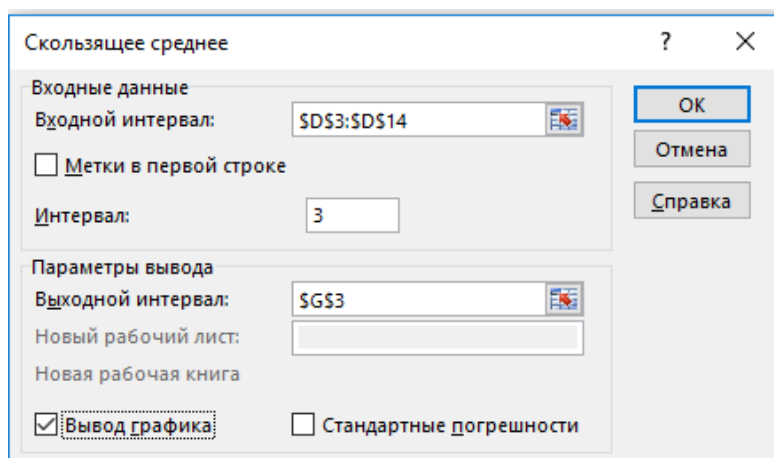 Скользящее среднее ? ×
Входные данные
Входной интервал: $D$3:$D$14
Метки в первой строке
Интервал: 3
ОК
Отмена
Справка
Параметры вывода
Выходной интервал: $G$3
Новый рабочий лист:
Новая рабочая книга
Вывод графика Стандартные погрешности